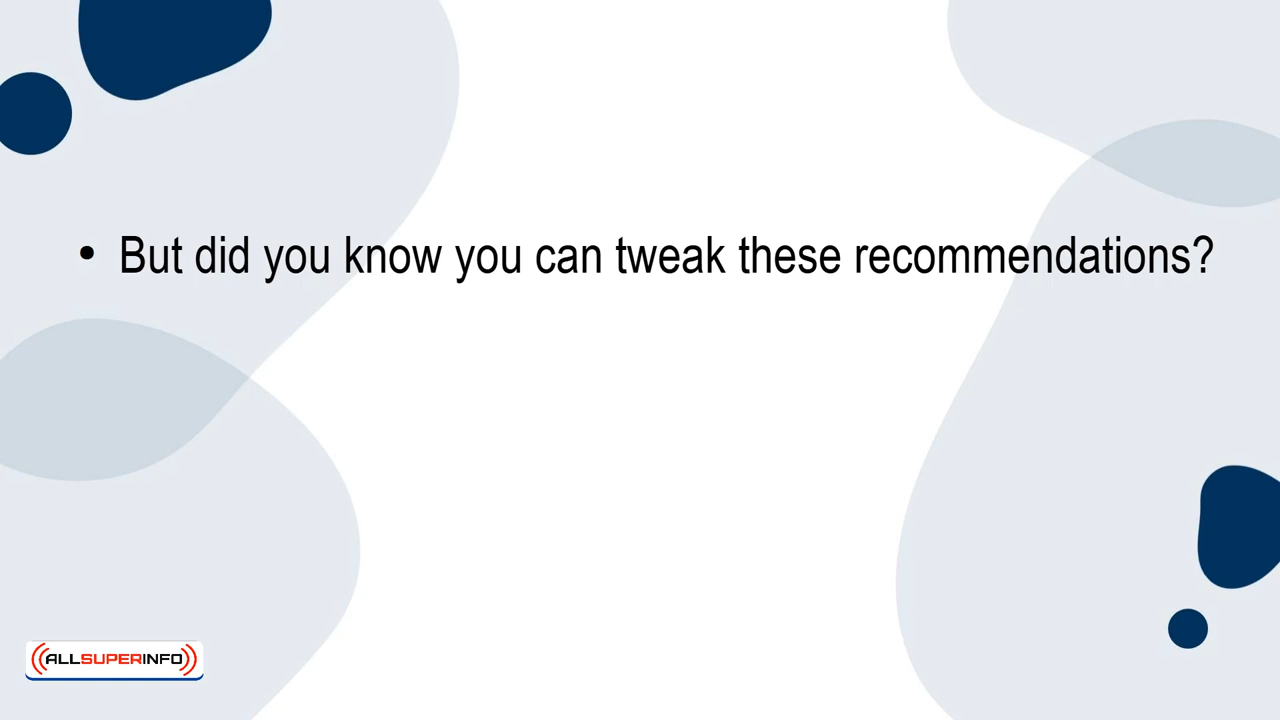 • But did you know you can tweak these recommendations?
ALLSUPERINFO